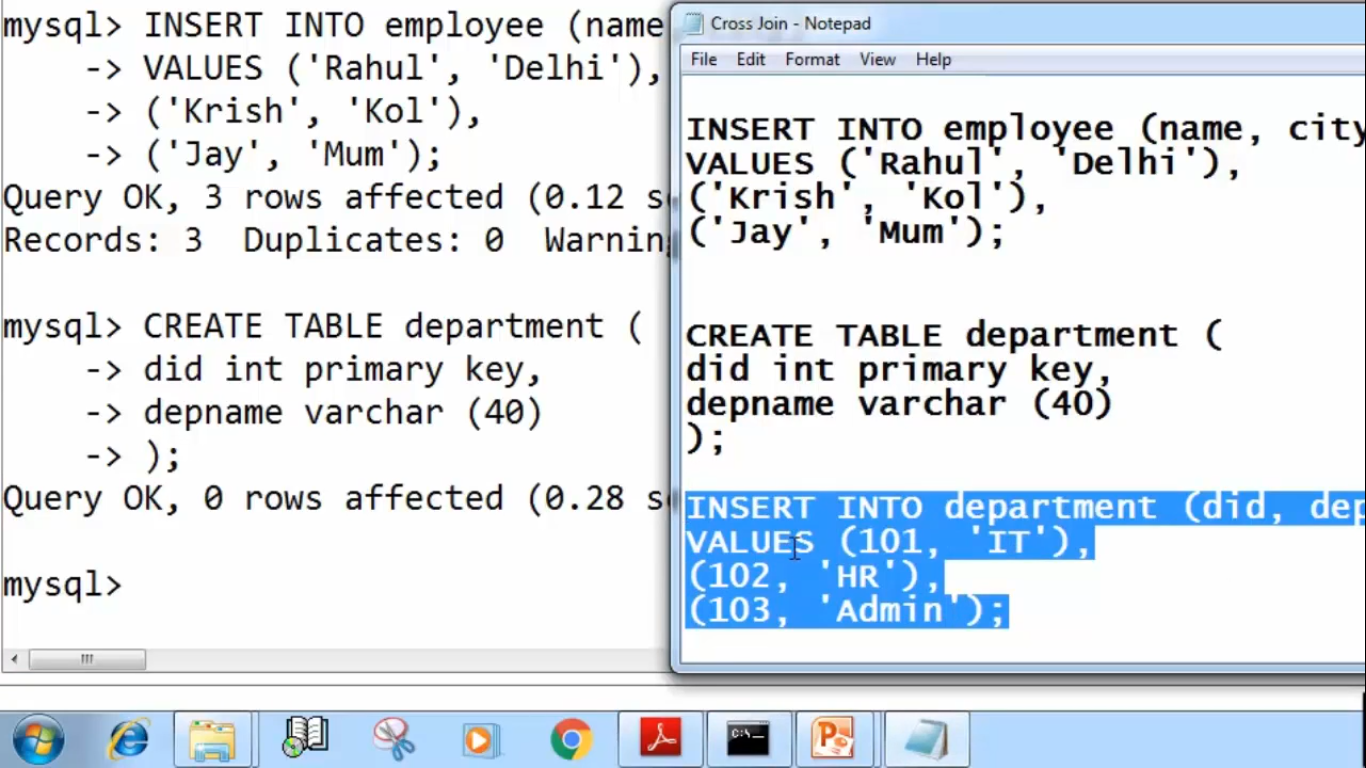 mysql> INSERT INTO employee (name
-> VALUES ('Rahul', 'Delhi'),
-> ('Krish', 'Kol'),
-> ('Jay', 'Mum');
Query OK, 3 rows affected (0.12 s
Records: 3 Duplicates: 0 Warnin
mysql> CREATE TABLE department (
-> did int primary key,
-> depname varchar (40)
-> );
Query OK, 0 rows affected (0.28 s
mysql>
Cross Join - Notepad
File Edit Format View Help
INSERT INTO employee (name, city
VALUES ('Rahul', 'Delhi'),
('Krish', 'Kol'),
('Jay', 'Mum');
CREATE TABLE department (
did int primary key,
depname varchar (40)
);
INSERT INTO department (did, dep
VALUES (101, 'IT'),
(102, 'HR'),
(103, 'Admin');
C:\_